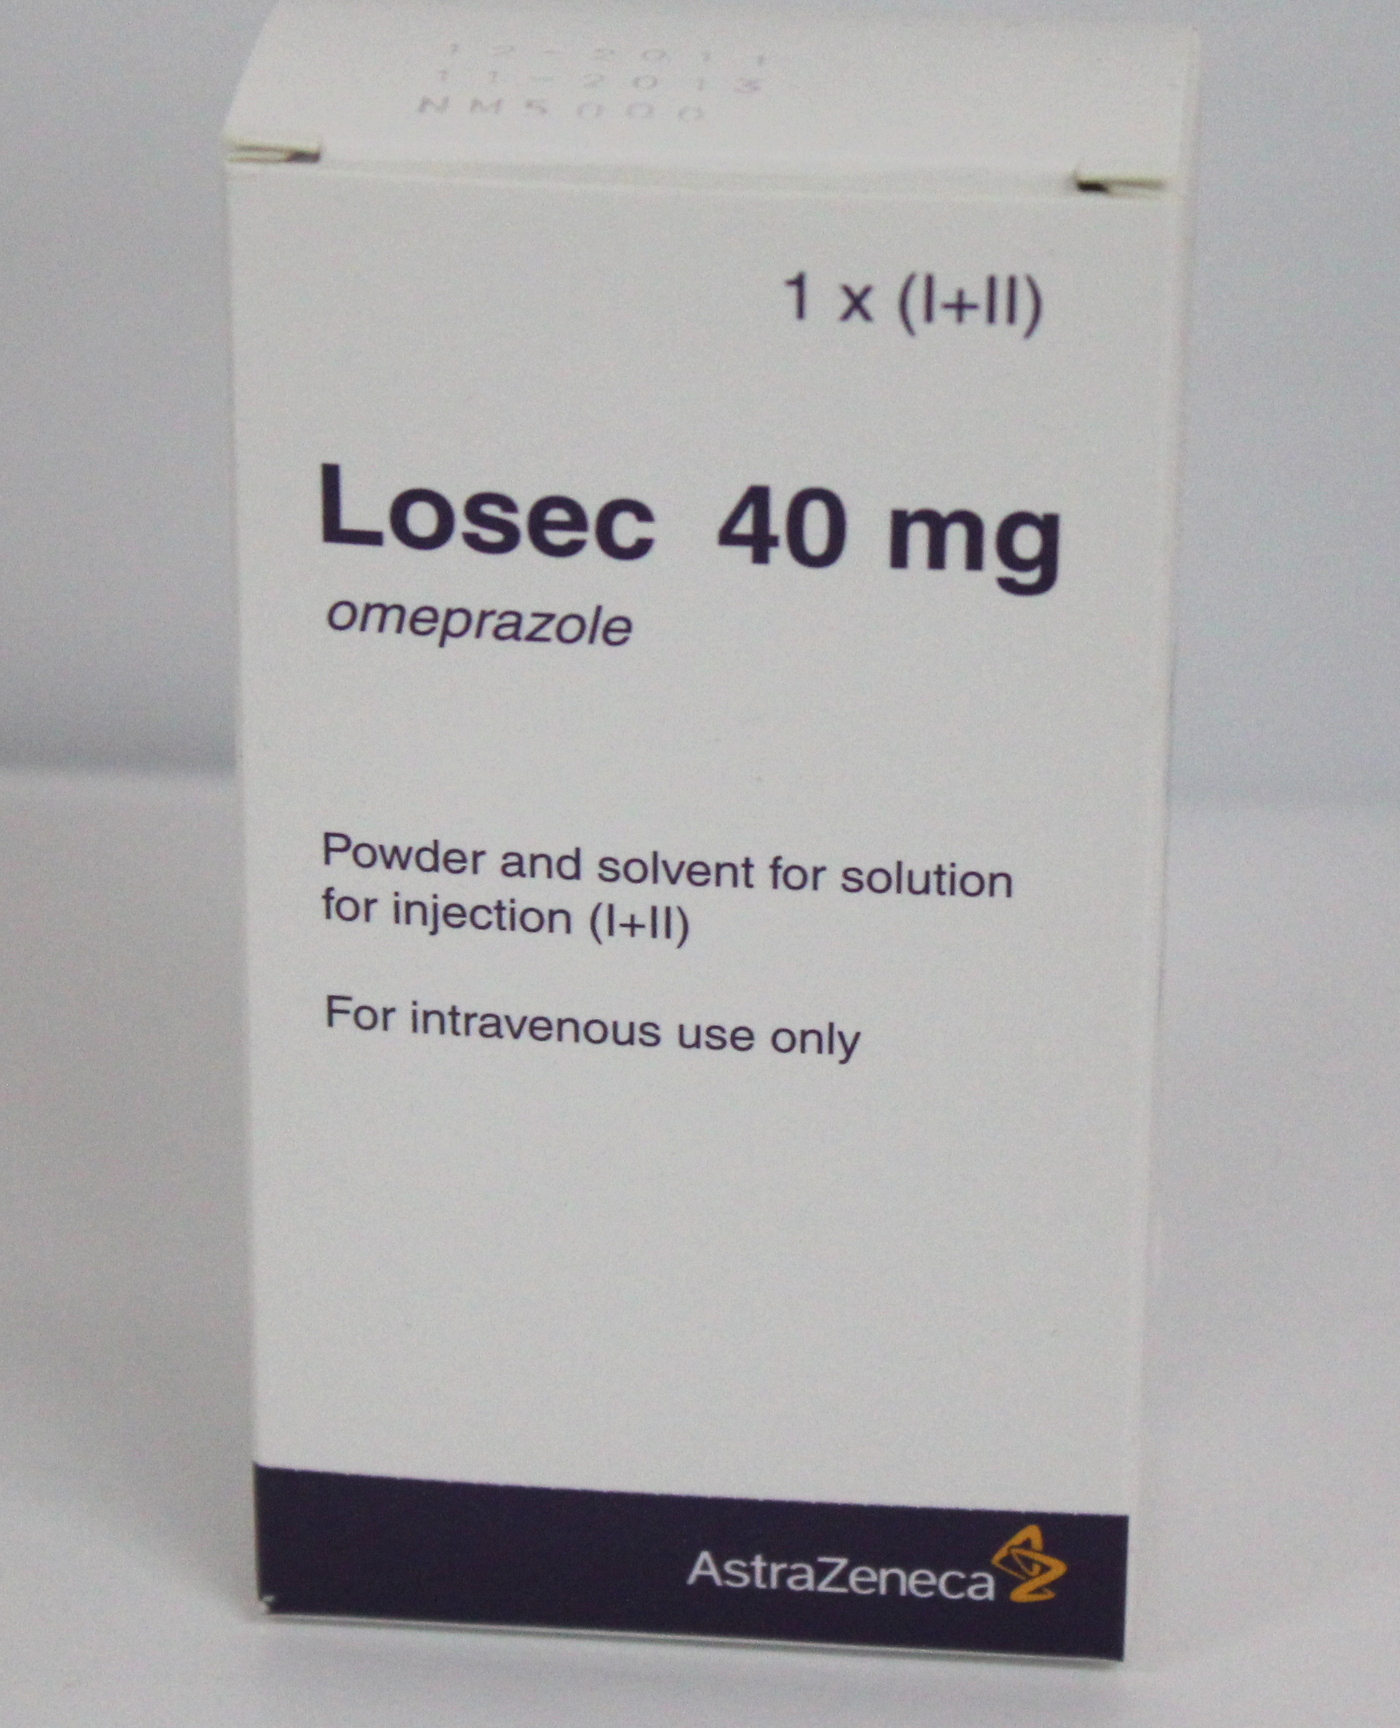 12-2011
11-2013
NM5000
1 x (I+II)
Losec 40 mg
omeprazole
Powder and solvent for solution
for injection (I+II)
For intravenous use only
AstraZeneca